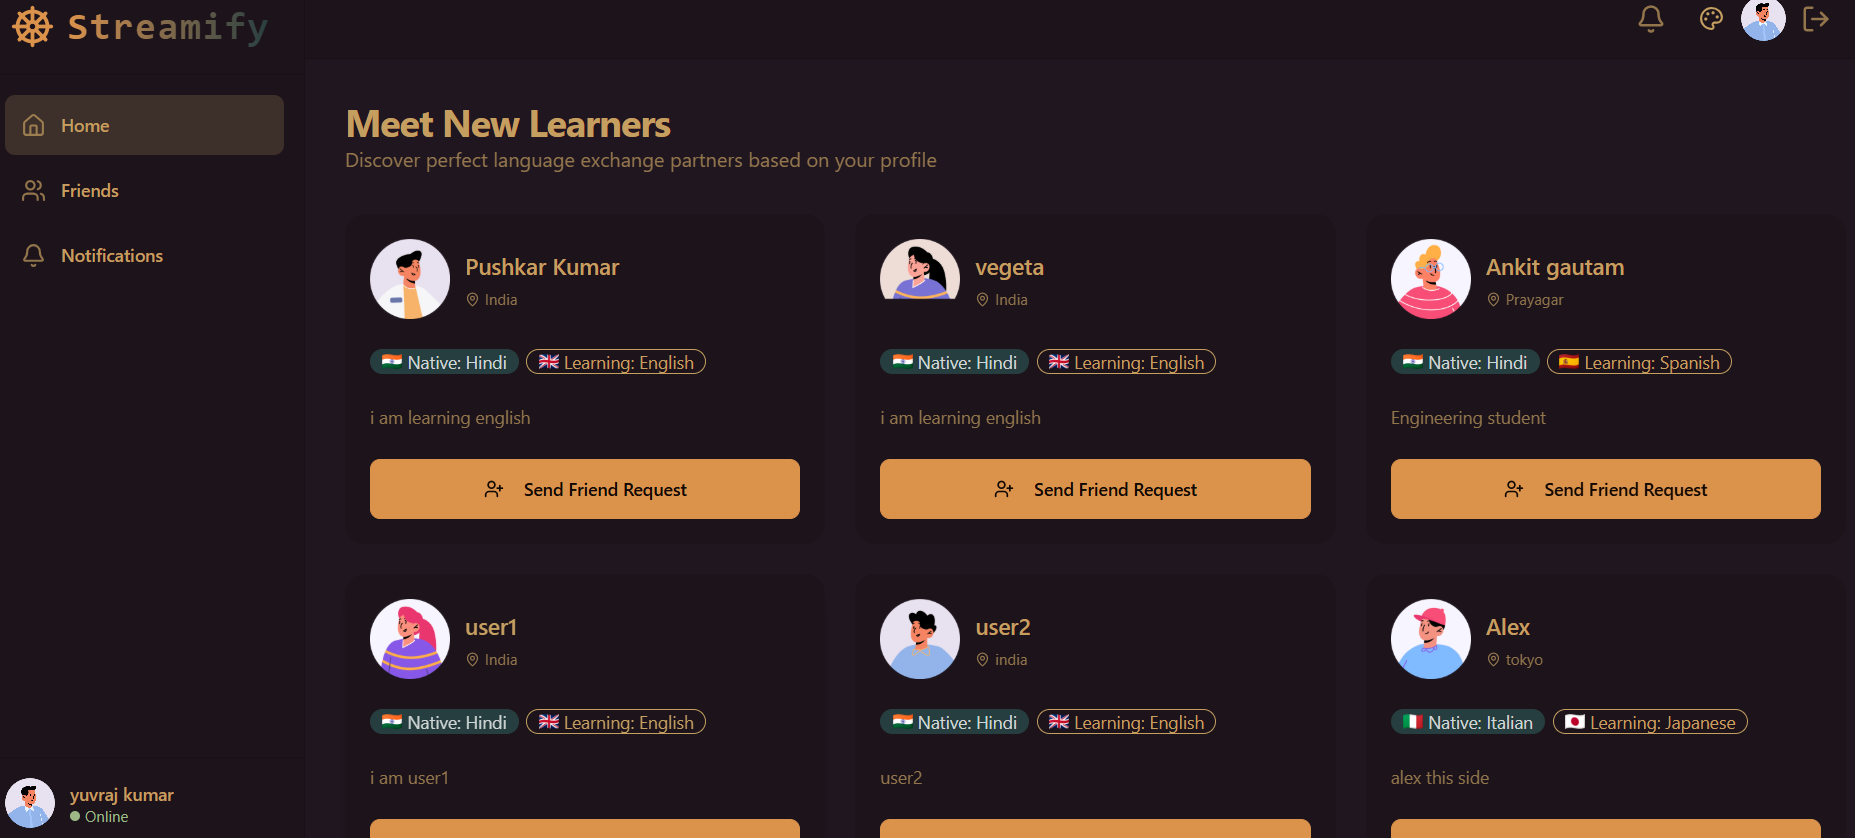 Streamify
Home
Friends
Notifications
Meet New Learners
Discover perfect language exchange partners based on your profile
Pushkar Kumar
India
Native: Hindi
Learning: English
i am learning english
Send Friend Request
vegeta
India
Native: Hindi
Learning: English
i am learning english
Send Friend Request
Ankit gautam
Prayagar
Native: Hindi
Learning: Spanish
Engineering student
Send Friend Request
user1
India
Native: Hindi
Learning: English
i am user1
user2
india
Native: Hindi
Learning: English
user2
Alex
tokyo
Native: Italian
Learning: Japanese
alex this side
yuvraj kumar
Online